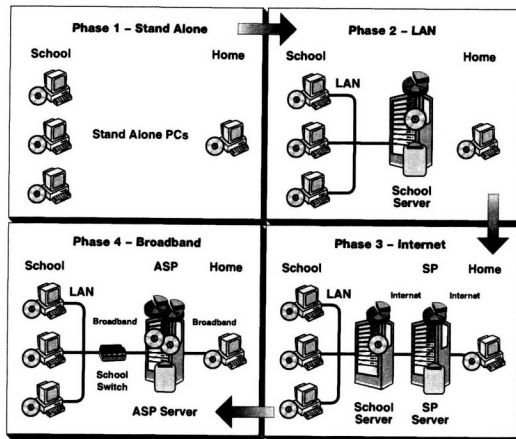 Phase 1 – Stand Alone
School
Home
Stand Alone PCs
Phase 2 – LAN
School
LAN
Home
School
Server
Phase 4 – Broadband
School
ASP
Home
LAN
Broadband
Broadband
School
Switch
ASP Server
Phase 3 – Internet
School
SP
Home
LAN
Internet
Internet
School
Server
SP
Server